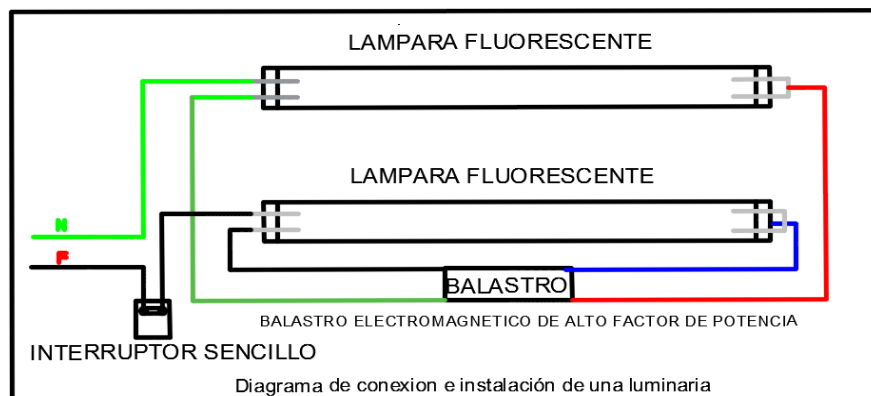 LAMPARA FLUORESCENTE
LAMPARA FLUORESCENTE
N
F
BALASTRO
BALASTRO ELECTROMAGNETICO DE ALTO FACTOR DE POTENCIA
INTERRUPTOR SENCILLO
Diagrama de conexion e instalación de una luminaria